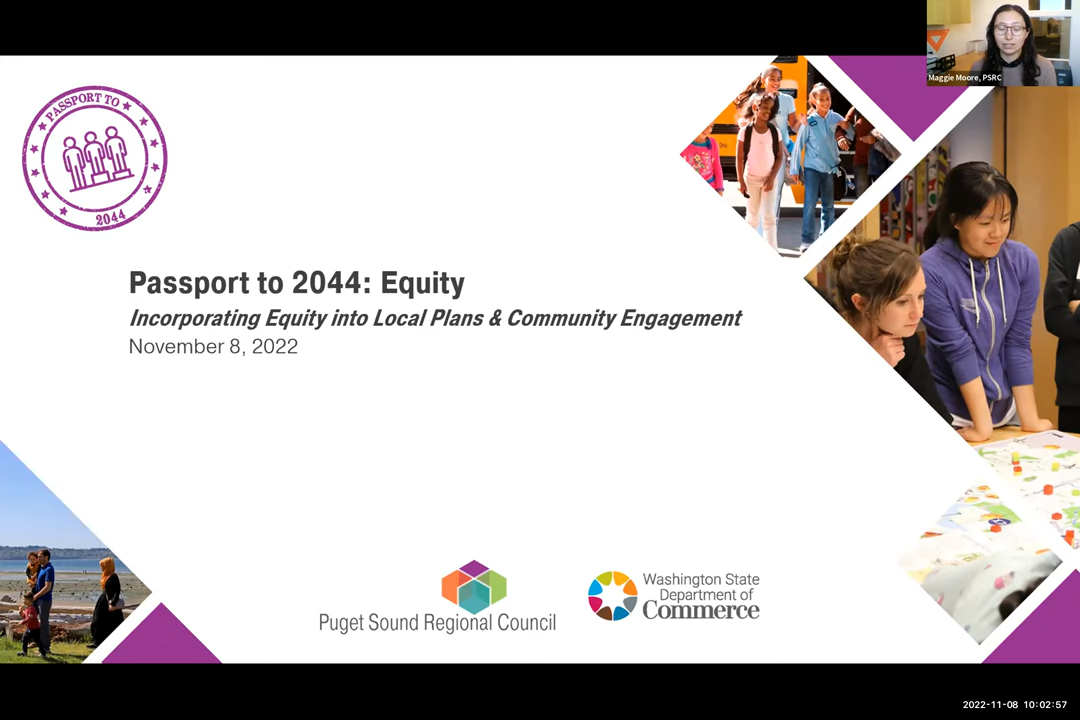 Maggie Moore, PSRC
PASSPORT TO
2044
Passport to 2044: Equity
Incorporating Equity into Local Plans & Community Engagement
November 8, 2022
Puget Sound Regional Council
Washington State
Department of
Commerce
2022-11-08 10:02:57